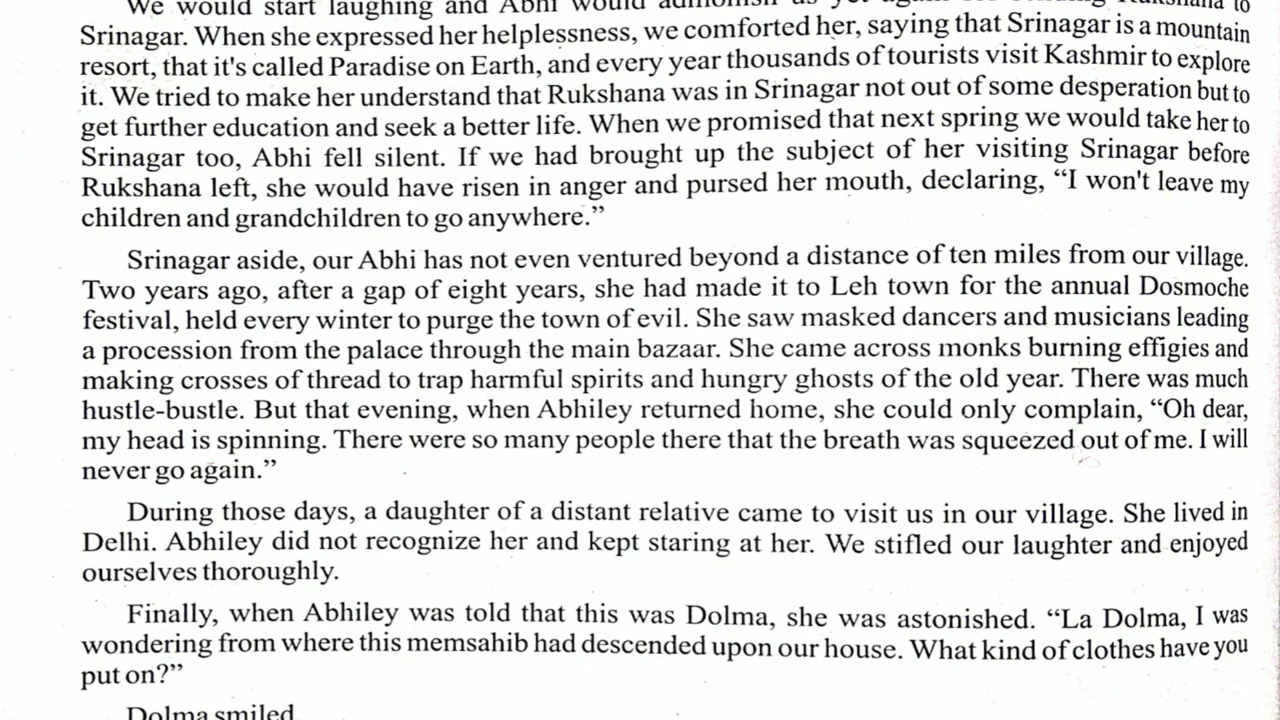 We would start laughing and Abhi would admonish us yet again for sending Rukshana to
Srinagar. When she expressed her helplessness, we comforted her, saying that Srinagar is a mountain
resort, that it's called Paradise on Earth, and every year thousands of tourists visit Kashmir to explore
it. We tried to make her understand that Rukshana was in Srinagar not out of some desperation but to
get further education and seek a better life. When we promised that next spring we would take her to
Srinagar too, Abhi fell silent. If we had brought up the subject of her visiting Srinagar before
Rukshana left, she would have risen in anger and pursed her mouth, declaring, “I won't leave my
children and grandchildren to go anywhere.”
Srinagar aside, our Abhi has not even ventured beyond a distance of ten miles from our village.
Two years ago, after a gap of eight years, she had made it to Leh town for the annual Dosmoche
festival, held every winter to purge the town of evil. She saw masked dancers and musicians leading
a procession from the palace through the main bazaar. She came across monks burning effigies and
making crosses of thread to trap harmful spirits and hungry ghosts of the old year. There was much
hustle-bustle. But that evening, when Abhiley returned home, she could only complain, “Oh dear,
my head is spinning. There were so many people there that the breath was squeezed out of me. I will
never go again.”
During those days, a daughter of a distant relative came to visit us in our village. She lived in
Delhi. Abhiley did not recognize her and kept staring at her. We stifled our laughter and enjoyed
ourselves thoroughly.
Finally, when Abhiley was told that this was Dolma, she was astonished. “La Dolma, I was
wondering from where this memsahib had descended upon our house. What kind of clothes have you
put on?”
Dolma smiled.